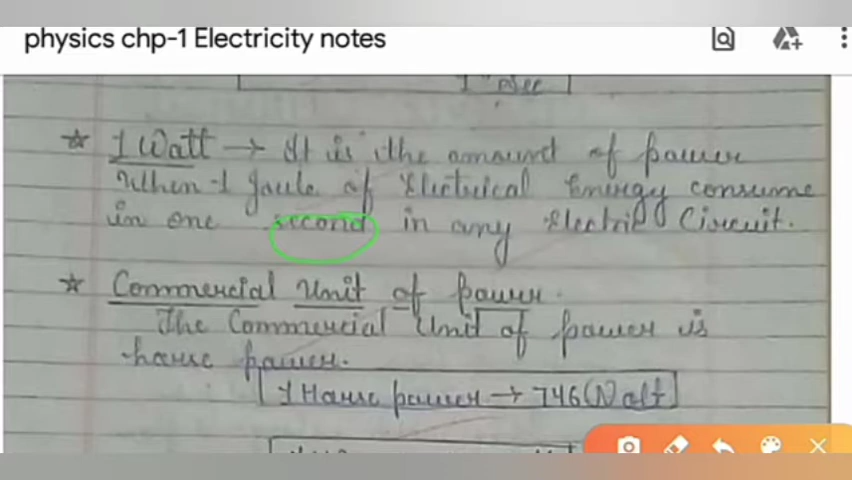 physics chp-1 Electricity notes
1 Watt → It is the amount of power
When 1 Joule of Electrical Energy consume
in one second in any Electric Circuit.
Commercial Unit of power.
The Commercial Unit of power is
horse power.
1 Horse power → 746 (Watt)